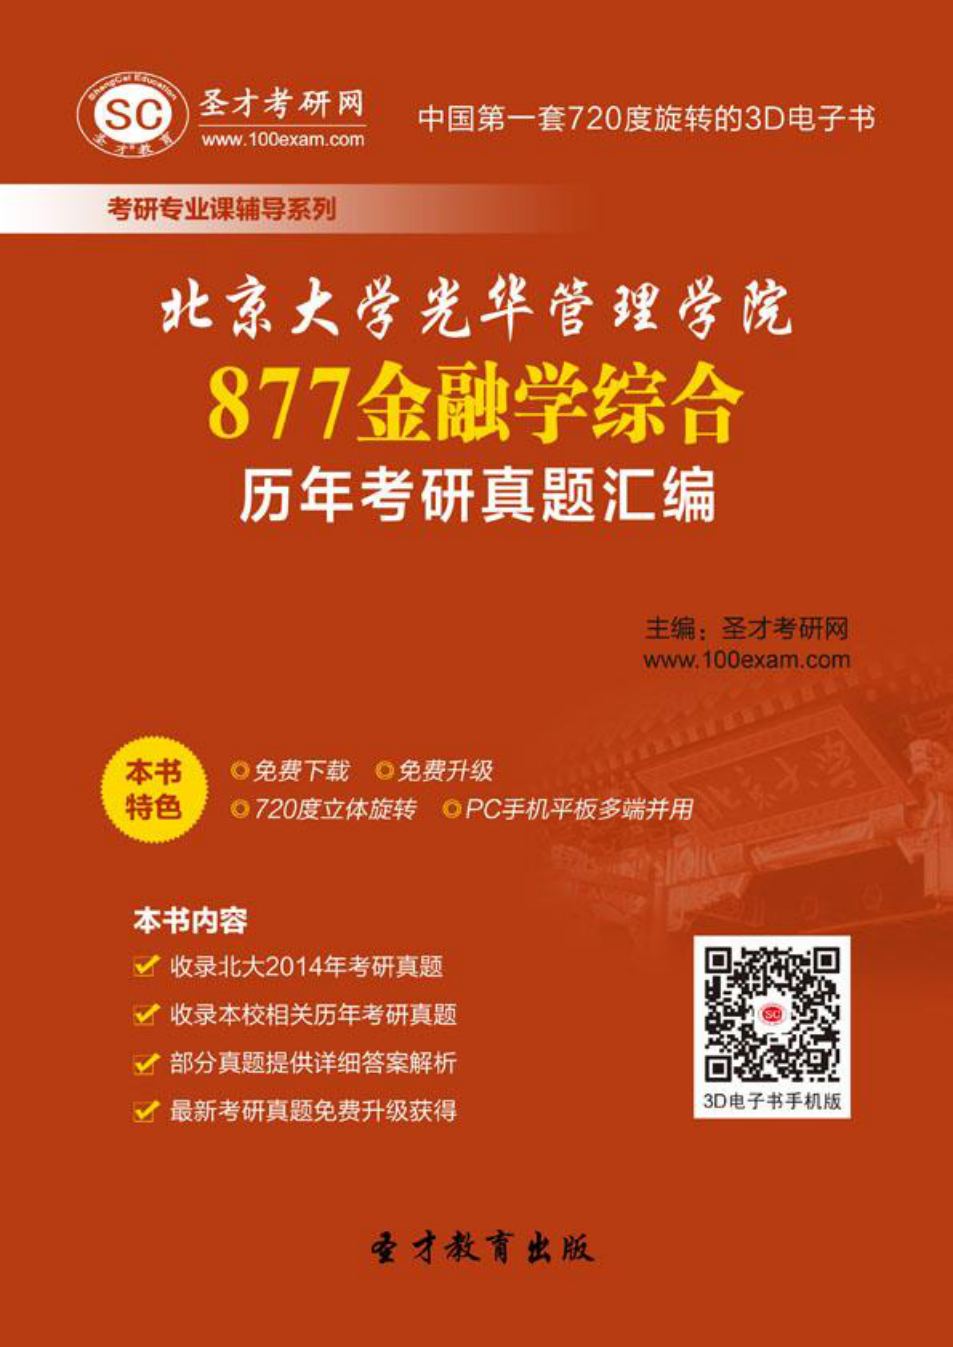 ShengCai Education
SC
圣才®教育
圣才考研网
www.100exam.com
中国第一套720度旋转的3D电子书
考研专业课辅导系列
北京大学光华管理学院
877金融学综合
历年考研真题汇编
主编：圣才考研网
www.100exam.com
本书
特色
◎免费下载 ◎免费升级
◎720度立体旋转 ◎PC手机平板多端并用
本书内容
收录北大2014年考研真题
收录本校相关历年考研真题
部分真题提供详细答案解析
最新考研真题免费升级获得
SC
3D电子书手机版
圣才教育出版